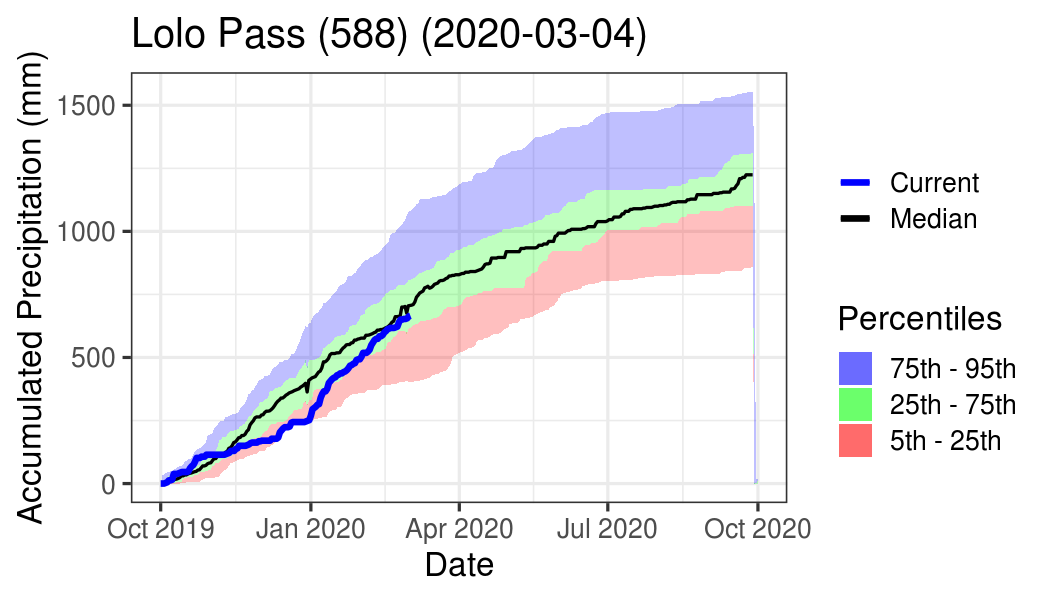 Lolo Pass (588) (2020-03-04)
Accumulated Precipitation (mm)
1500
1000
500
0
Oct 2019
Jan 2020
Apr 2020
Jul 2020
Oct 2020
Date
Current
Median
Percentiles
75th - 95th
25th - 75th
5th - 25th